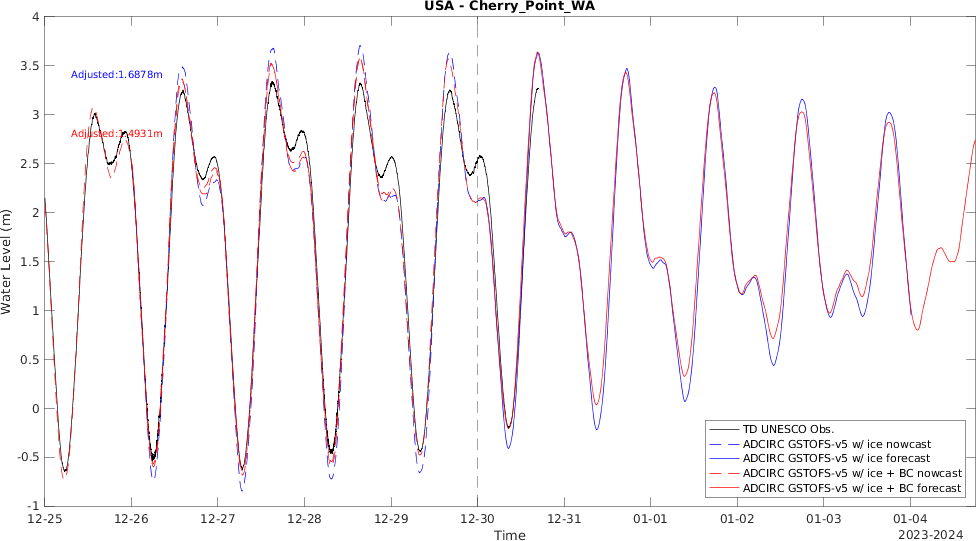 USA - Cherry_Point_WA
Water Level (m)
4
3.5
3
2.5
2
1.5
1
0.5
0
-0.5
-1
Adjusted:1.6878m
Adjusted:1.4931m
TD UNESCO Obs.
ADCIRC GSTOFS-v5 w/ ice nowcast
ADCIRC GSTOFS-v5 w/ ice forecast
ADCIRC GSTOFS-v5 w/ ice + BC nowcast
ADCIRC GSTOFS-v5 w/ ice + BC forecast
12-25 12-26 12-27 12-28 12-29 12-30 12-31 01-01 01-02 01-03 01-04
Time
2023-2024